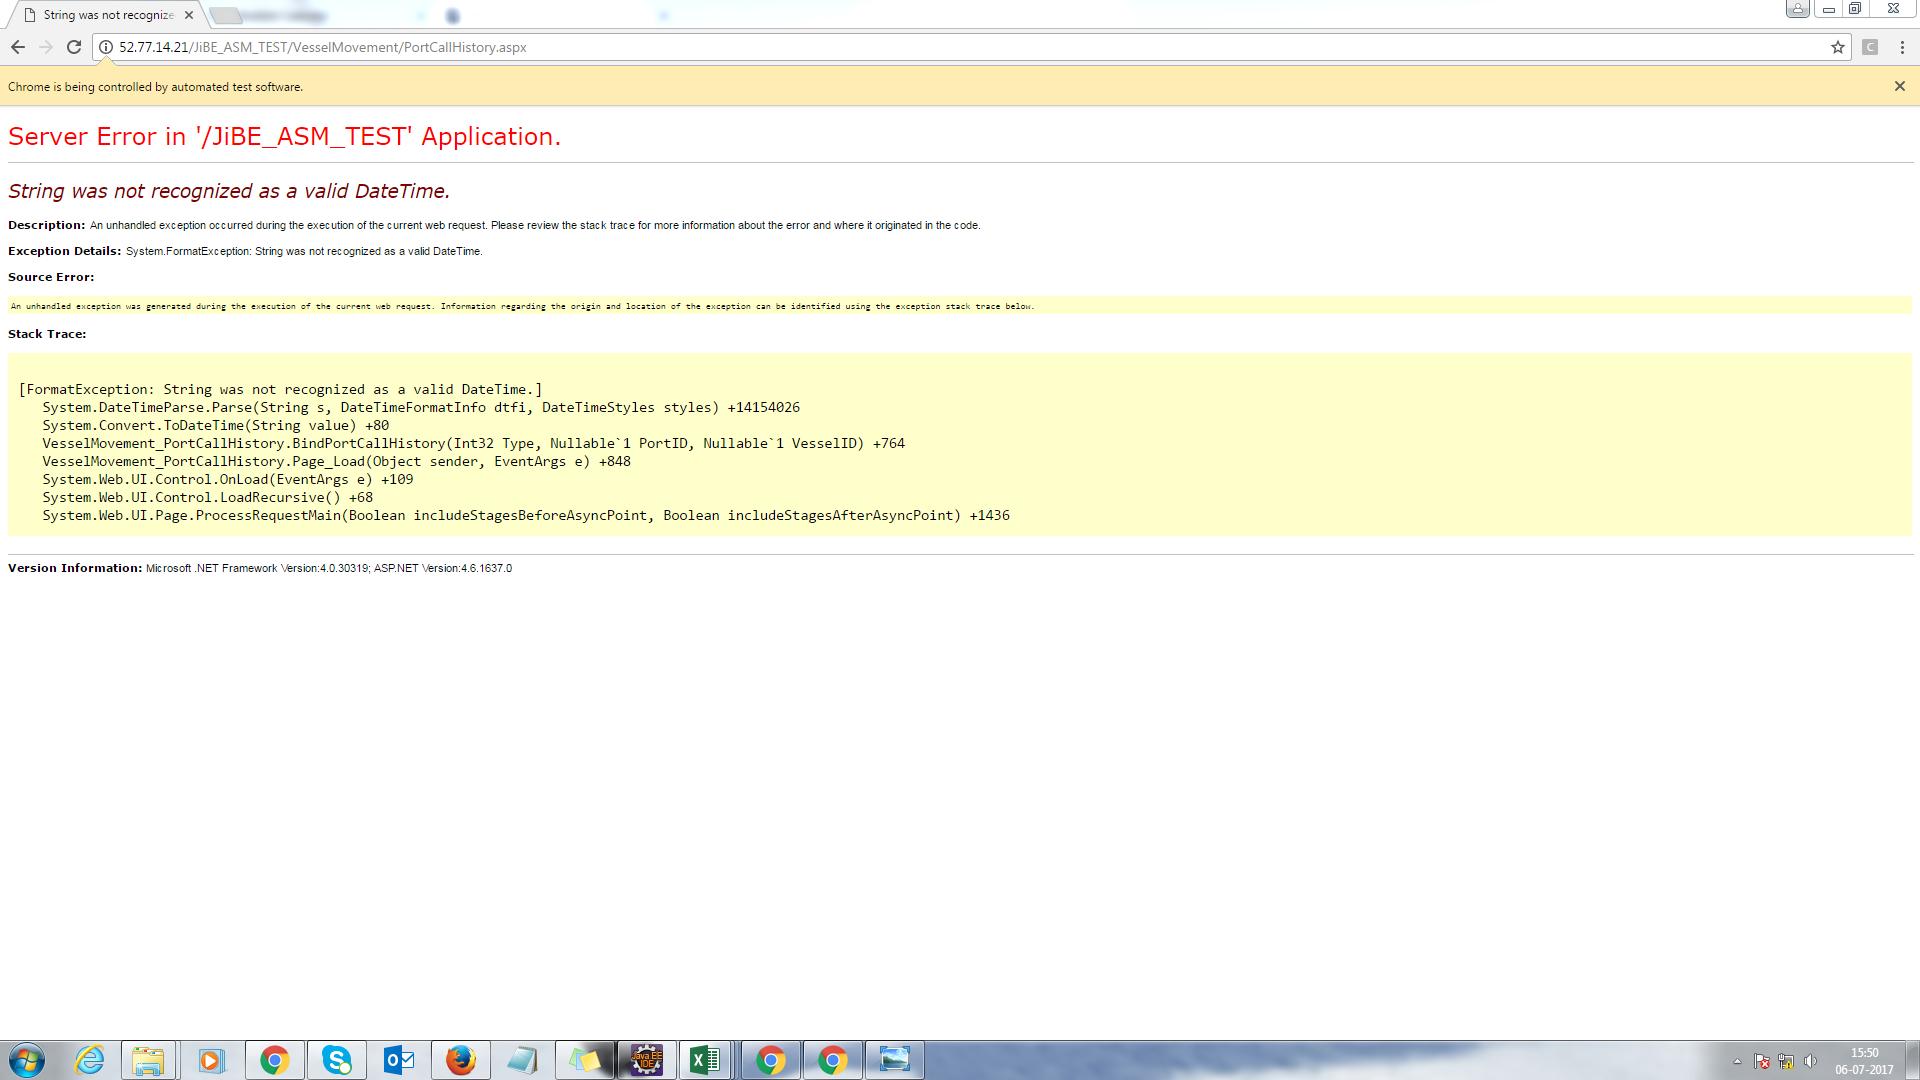 String was not recognize
52.77.14.21/JiBE_ASM_TEST/VesselMovement/PortCallHistory.aspx
C
Chrome is being controlled by automated test software.
Server Error in '/JiBE_ASM_TEST' Application.
String was not recognized as a valid DateTime.
Description: An unhandled exception occurred during the execution of the current web request. Please review the stack trace for more information about the error and where it originated in the code.
Exception Details: System.FormatException: String was not recognized as a valid DateTime.
Source Error:
An unhandled exception was generated during the execution of the current web request. Information regarding the origin and location of the exception can be identified using the exception stack trace below.
Stack Trace:
[FormatException: String was not recognized as a valid DateTime.]
System.DateTimeParse.Parse(String s, DateTimeFormatInfo dtfi, DateTimeStyles styles) +14154026
System.Convert.ToDateTime(String value) +80
VesselMovement_PortCallHistory.BindPortCallHistory(Int32 Type, Nullable`1 PortID, Nullable`1 VesselID) +764
VesselMovement_PortCallHistory.Page_Load(Object sender, EventArgs e) +848
System.Web.UI.Control.OnLoad(EventArgs e) +109
System.Web.UI.Control.LoadRecursive() +68
System.Web.UI.Page.ProcessRequestMain(Boolean includeStagesBeforeAsyncPoint, Boolean includeStagesAfterAsyncPoint) +1436
Version Information: Microsoft .NET Framework Version:4.0.30319; ASP.NET Version:4.6.1637.0
Java EE
IDE
15:50
06-07-2017